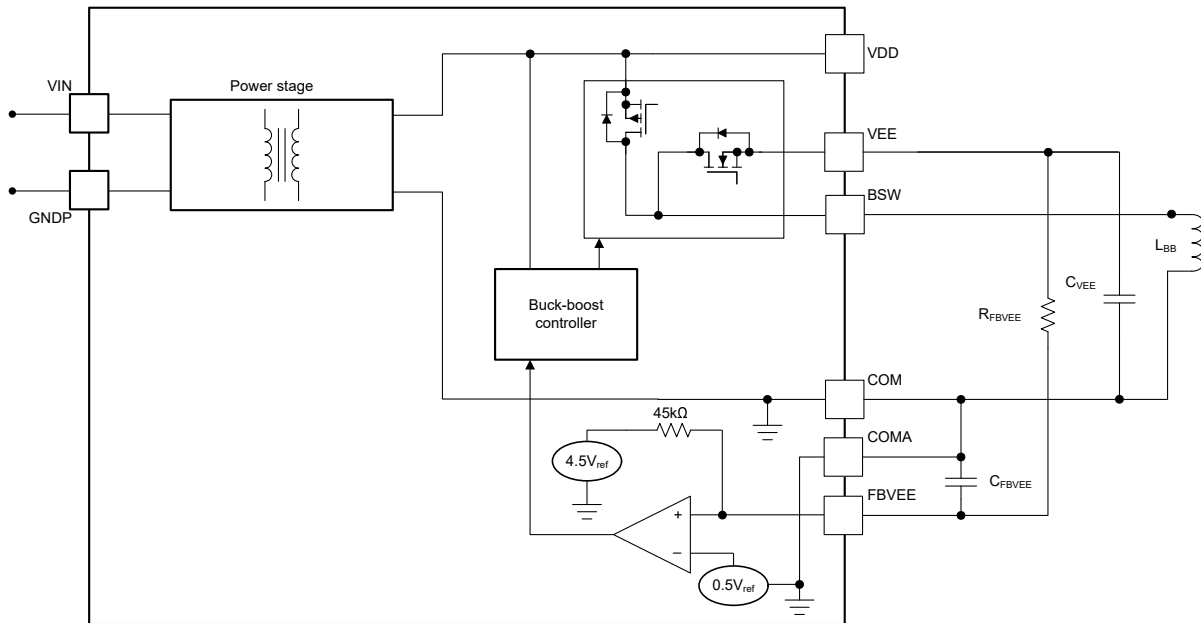 VIN
GNDP
Power stage
VDD
VEE
BSW
LBB
CVEE
RFBVEE
Buck-boost
controller
COM
COMA
CFBVEE
FBVEE
45kΩ
4.5Vref
+
−
0.5Vref